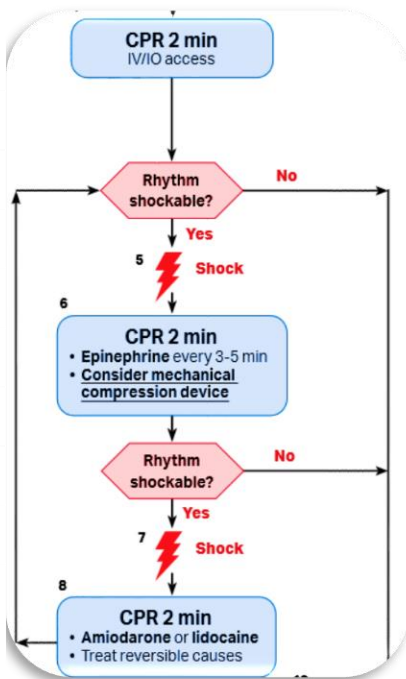 CPR 2 min
IV/IO access
Rhythm
shockable?
No
Yes
5
Shock
6
CPR 2 min
• Epinephrine every 3-5 min
• Consider mechanical
compression device
Rhythm
shockable?
No
Yes
7
Shock
8
CPR 2 min
• Amiodarone or lidocaine
• Treat reversible causes